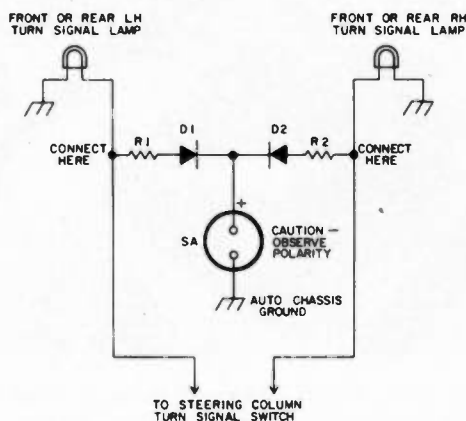 FRONT OR REAR LH
TURN SIGNAL LAMP
FRONT OR REAR RH
TURN SIGNAL LAMP
CONNECT
HERE
R1
D1
D2
R2
CONNECT
HERE
+
SA
CAUTION —
OBSERVE
POLARITY
AUTO CHASSIS
GROUND
TO STEERING COLUMN
TURN SIGNAL SWITCH